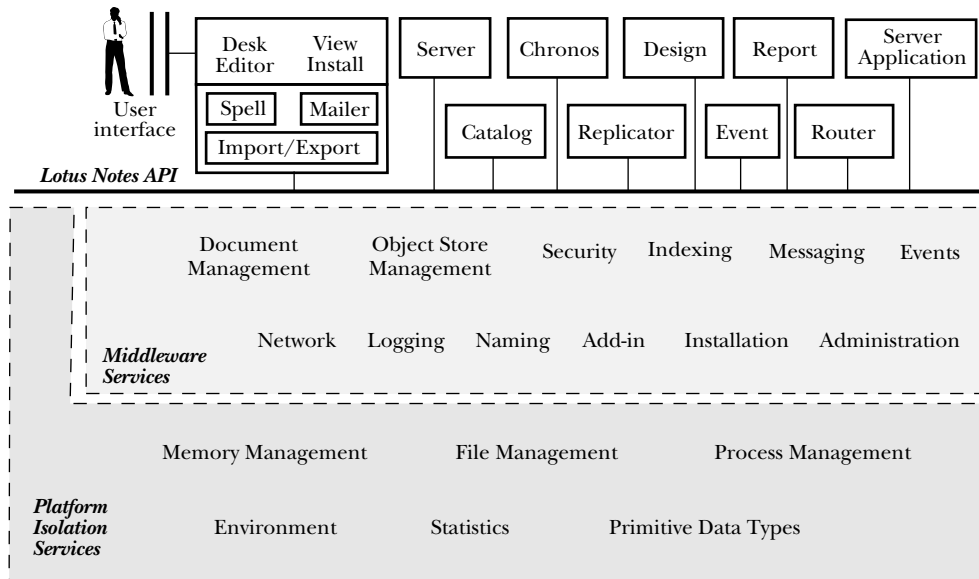 Desk Editor
View Install
Server
Chronos
Design
Report
Server Application
User interface
Spell
Mailer
Import/Export
Catalog
Replicator
Event
Router
Lotus Notes API
Document Management
Object Store Management
Security
Indexing
Messaging
Events
Middleware Services
Network
Logging
Naming
Add-in
Installation
Administration
Memory Management
File Management
Process Management
Platform Isolation Services
Environment
Statistics
Primitive Data Types